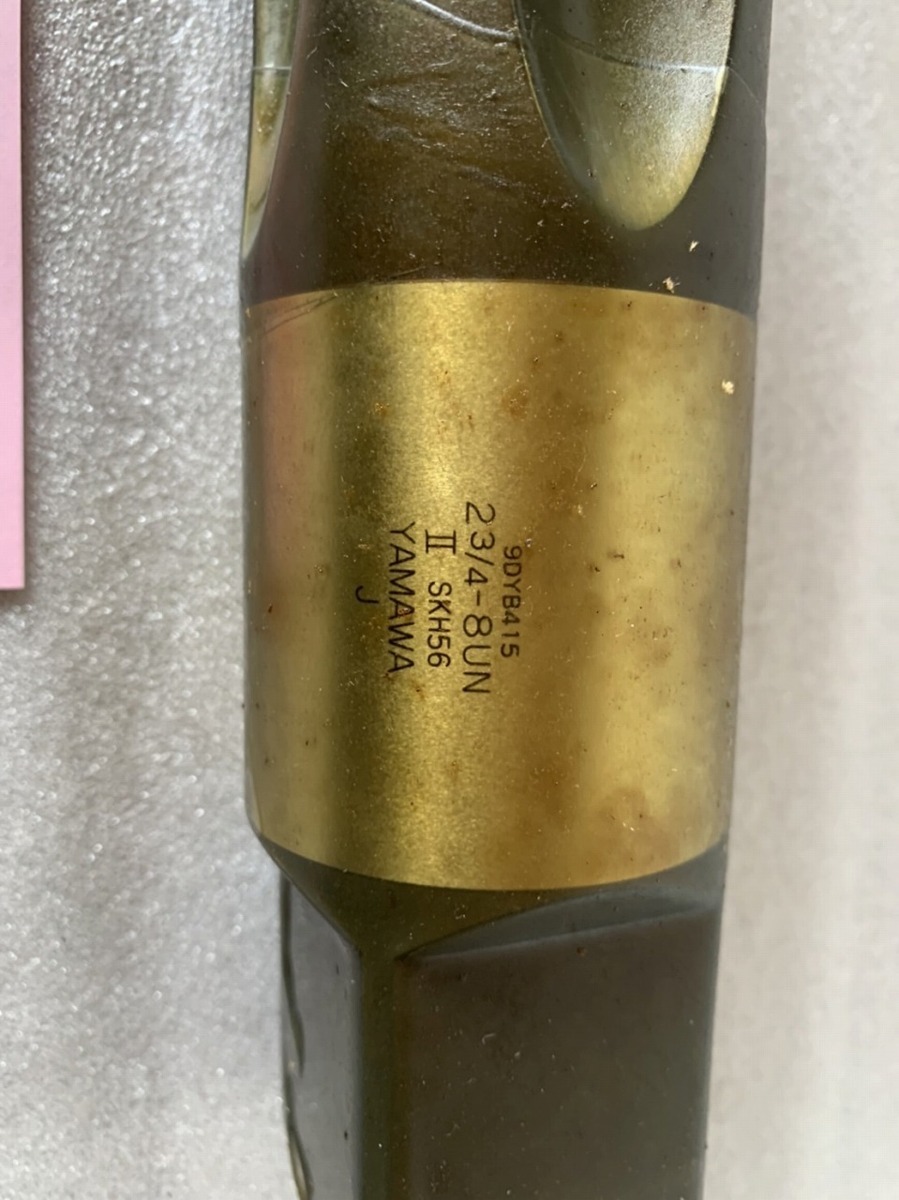 9DYB415
2 3/4-8UN
II SKH56
YAMAWA
J